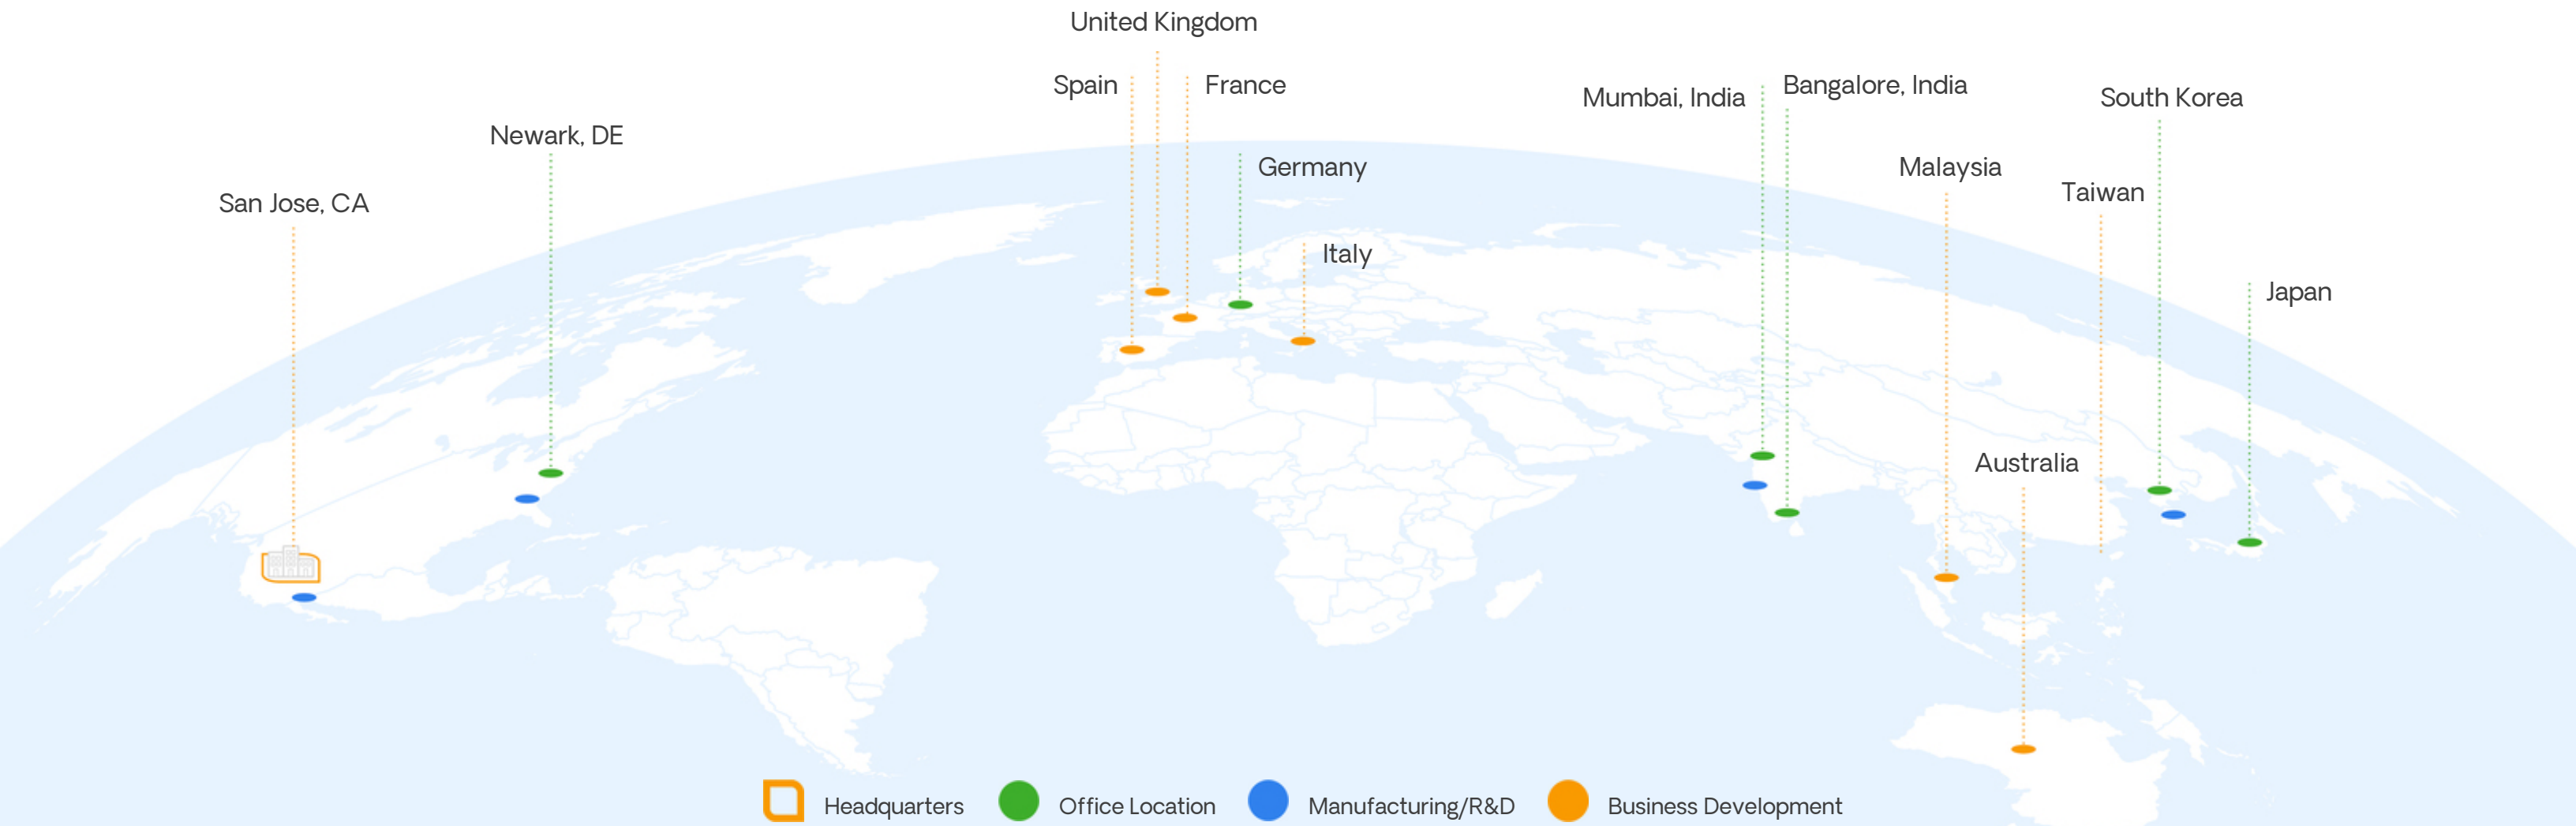 United Kingdom
Spain
France
Mumbai, India
Bangalore, India
South Korea
Newark, DE
Germany
Malaysia
Taiwan
San Jose, CA
Italy
Japan
Australia
Headquarters
Office Location
Manufacturing/R&D
Business Development